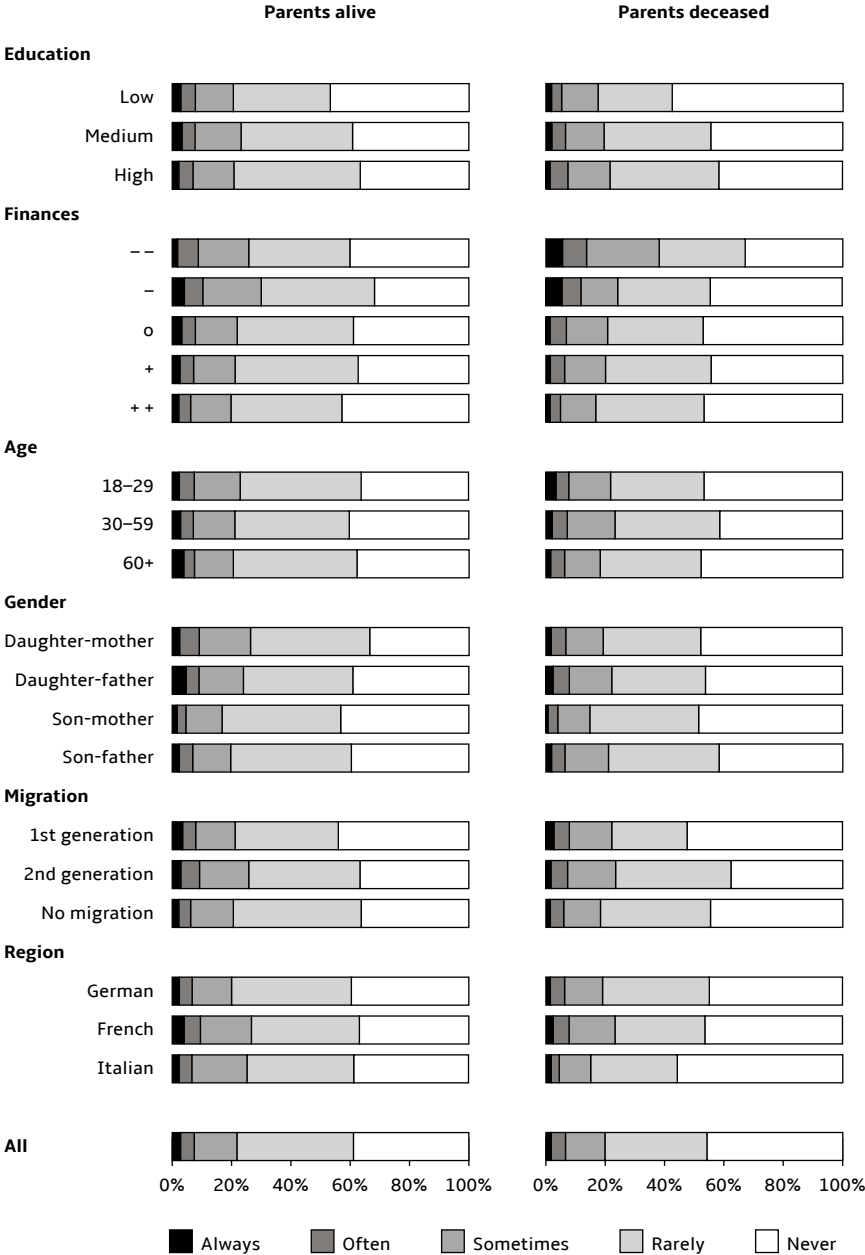 Parents alive Parents deceased
Education
Low
Medium
High
Finances
– –
–
o
+
+ +
Age
18–29
30–59
60+
Gender
Daughter-mother
Daughter-father
Son-mother
Son-father
Migration
1st generation
2nd generation
No migration
Region
German
French
Italian
All
0% 20% 40% 60% 80% 100% 0% 20% 40% 60% 80% 100%
Always Often Sometimes Rarely Never